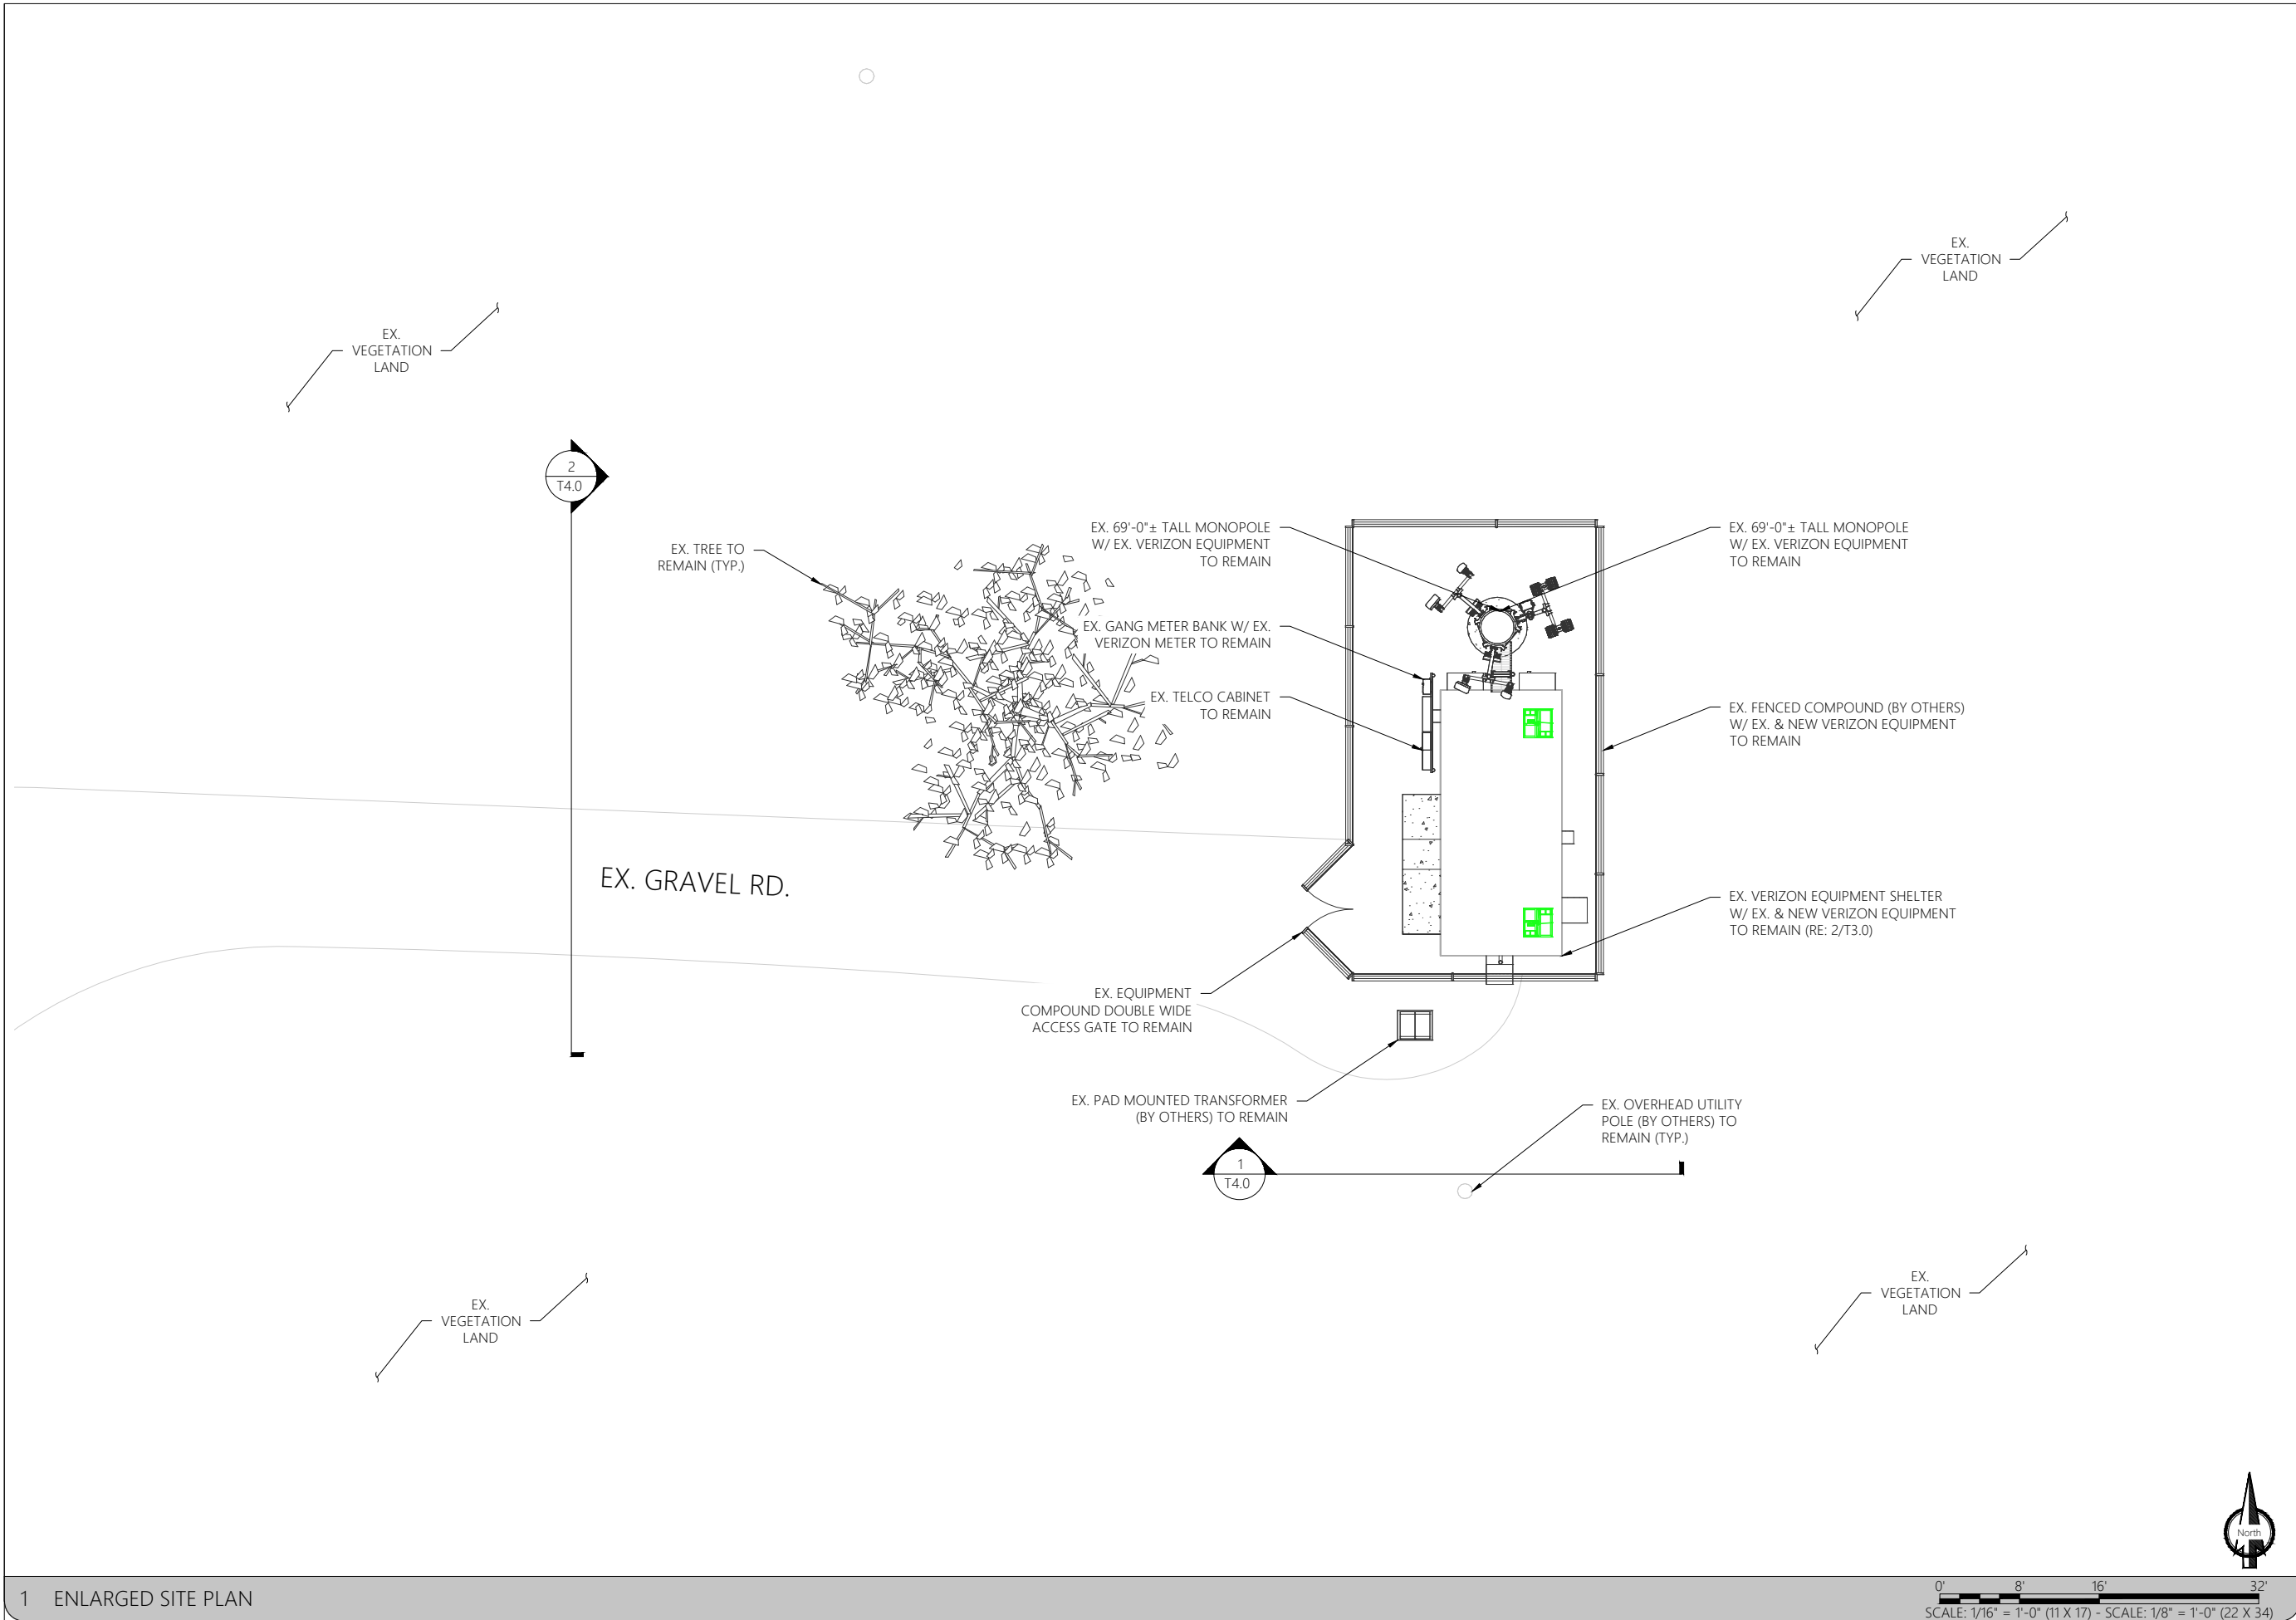 EX.
VEGETATION
LAND
EX.
VEGETATION
LAND
2
T4.0
EX. TREE TO
REMAIN (TYP.)
EX. 69'-0"± TALL MONOPOLE
W/ EX. VERIZON EQUIPMENT
TO REMAIN
EX. 69'-0"± TALL MONOPOLE
W/ EX. VERIZON EQUIPMENT
TO REMAIN
EX. GANG METER BANK W/ EX.
VERIZON METER TO REMAIN
EX. TELCO CABINET
TO REMAIN
EX. FENCED COMPOUND (BY OTHERS)
W/ EX. & NEW VERIZON EQUIPMENT
TO REMAIN
EX. GRAVEL RD.
EX. VERIZON EQUIPMENT SHELTER
W/ EX. & NEW VERIZON EQUIPMENT
TO REMAIN (RE: 2/T3.0)
EX. EQUIPMENT
COMPOUND DOUBLE WIDE
ACCESS GATE TO REMAIN
EX. PAD MOUNTED TRANSFORMER
(BY OTHERS) TO REMAIN
EX. OVERHEAD UTILITY
POLE (BY OTHERS) TO
REMAIN (TYP.)
1
T4.0
EX.
VEGETATION
LAND
EX.
VEGETATION
LAND
North
1 ENLARGED SITE PLAN
0' 8' 16' 32'
SCALE: 1/16" = 1'-0" (11 X 17) - SCALE: 1/8" = 1'-0" (22 X 34)